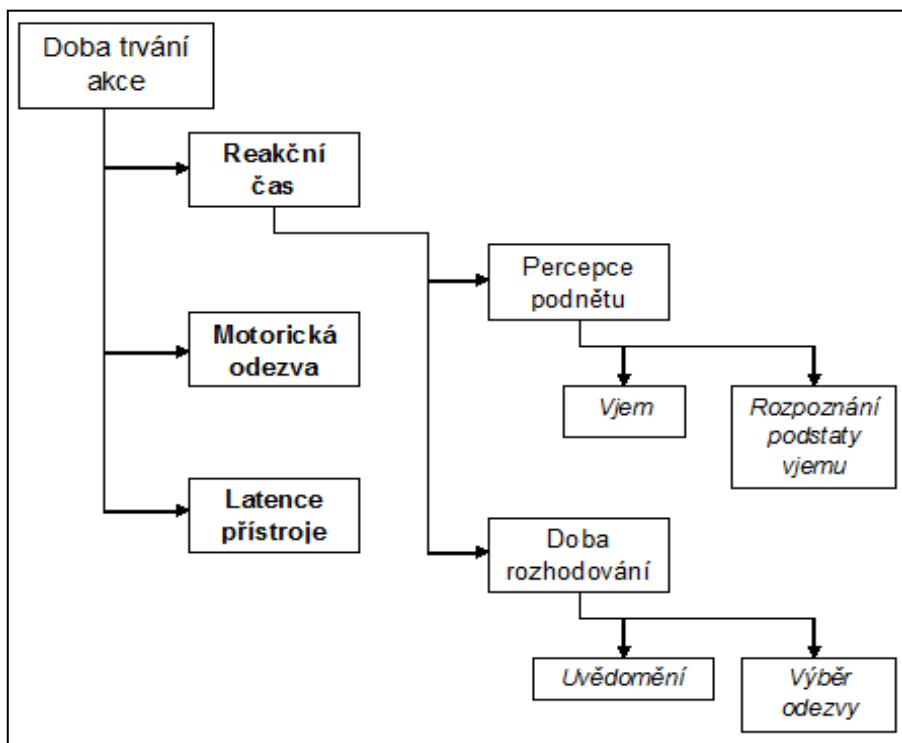 Doba trvání
akce
Reakční
čas
Percepce
podnětu
Motorická
odezva
Vjem
Rozpoznání
podstaty
vjemu
Latence
přístroje
Doba
rozhodování
Uvědomění
Výběr
odezvy